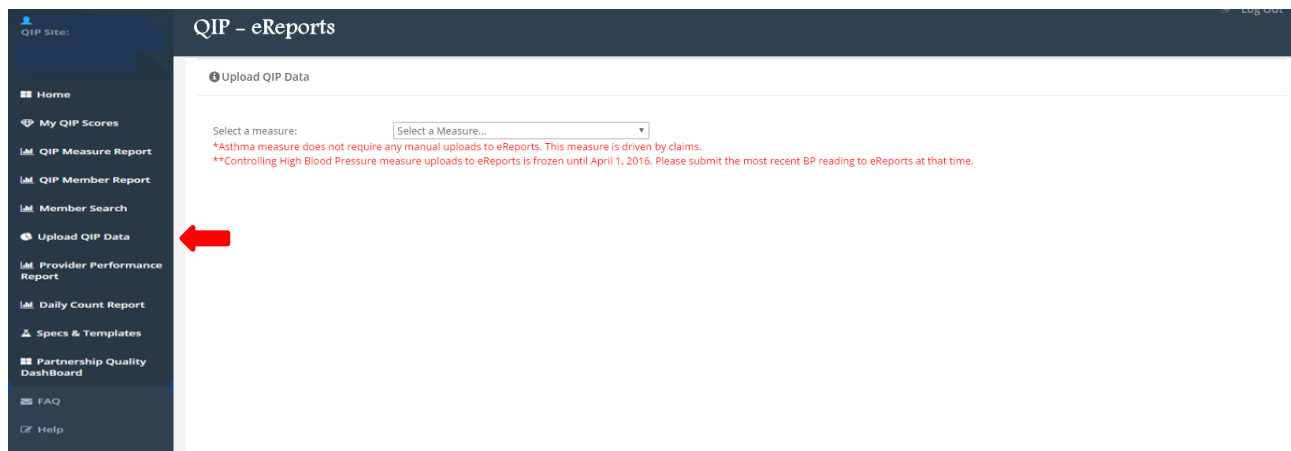 Log Out
QIP Site:
QIP – eReports
Upload QIP Data
Home
My QIP Scores
QIP Measure Report
QIP Member Report
Member Search
Upload QIP Data
Provider Performance
Report
Daily Count Report
Specs & Templates
Partnership Quality
DashBoard
FAQ
Help
Select a measure: Select a Measure...
*Asthma measure does not require any manual uploads to eReports. This measure is driven by claims.
**Controlling High Blood Pressure measure uploads to eReports is frozen until April 1, 2016. Please submit the most recent BP reading to eReports at that time.